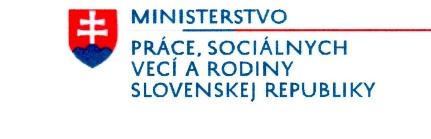 MINISTERSTVO
PRÁCE, SOCIÁLNYCH
VECÍ A RODINY
SLOVENSKEJ REPUBLIKY